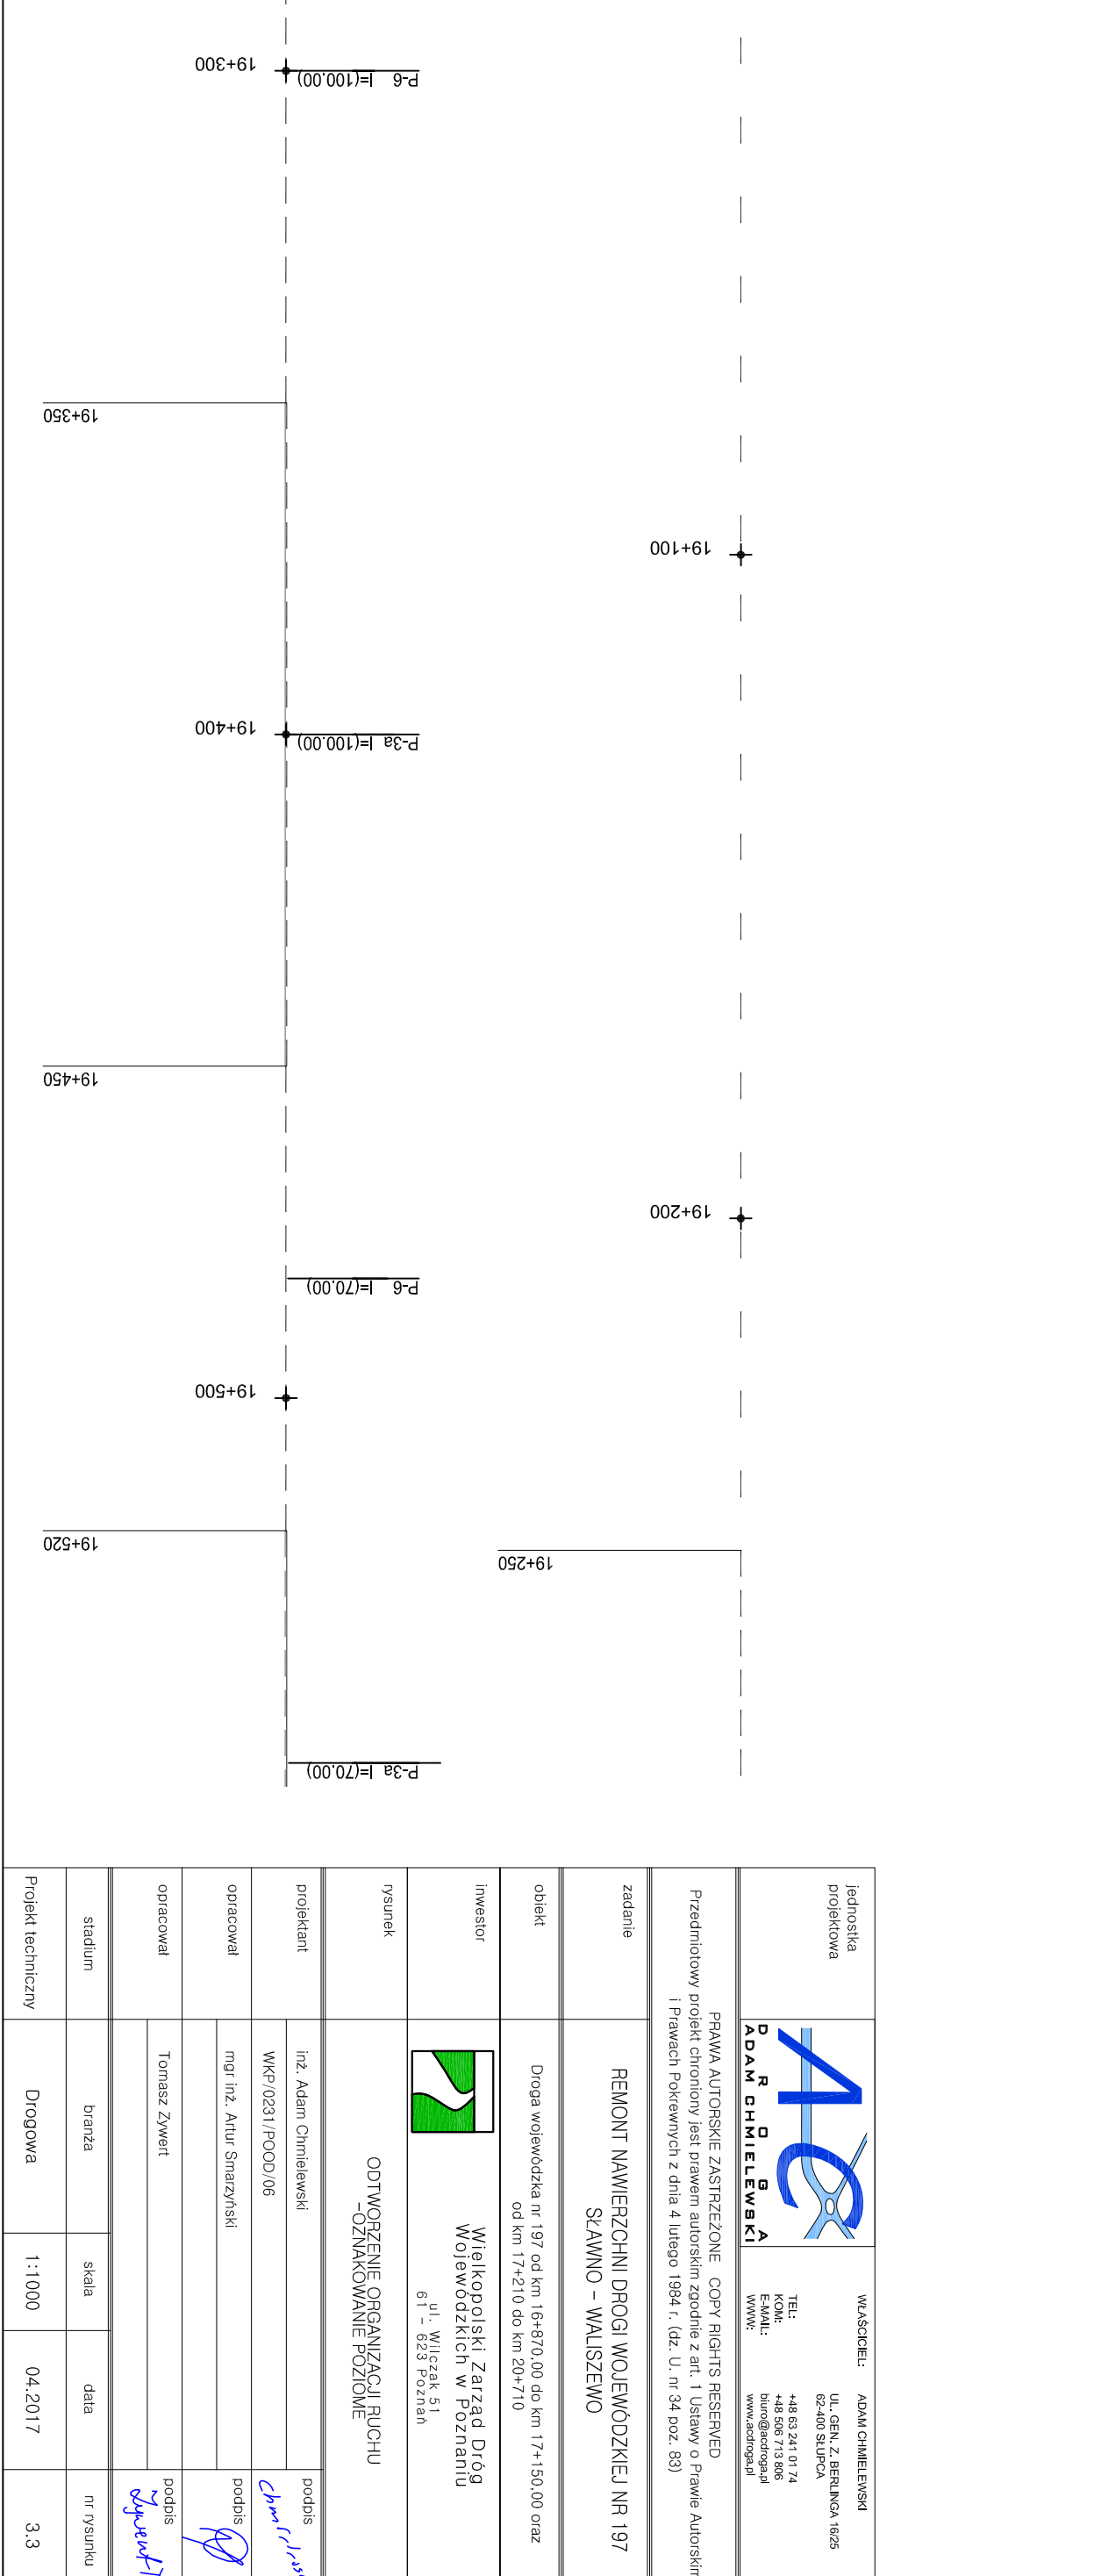 19+300
P-6 l=(100.00)
19+350
19+100
19+400
P-3a l=(100.00)
19+450
19+200
P-6 l=(70.00)
19+500
19+520
19+250
P-3a l=(70.00)
jednostka
projektowa
D R O G A
ADAM CHMIELEWSKI
WŁAŚCICIEL: ADAM CHMIELEWSKI
UL. GEN. Z. BERLINGA 16/25
62-400 SŁUPCA
TEL: +48 63 241 01 74
KOM: +48 506 713 806
E-MAIL: biuro@acdroga.pl
WWW: www.acdroga.pl
PRAWA AUTORSKIE ZASTRZEŻONE COPY RIGHTS RESERVED
Przedmiotowy projekt chroniony jest prawem autorskim zgodnie z art. 1 Ustawy o Prawie Autorskim
i Prawach Pokrewnych z dnia 4 lutego 1984 r. (dz. U. nr 34 poz. 83)
zadanie
REMONT NAWIERZCHNI DROGI WOJEWÓDZKIEJ NR 197
SŁAWNO - WALISZEWO
obiekt
Droga wojewódzka nr 197 od km 16+870,00 do km 17+150,00 oraz
od km 17+210 do km 20+710
inwestor
Wielkopolski Zarząd Dróg
Wojewódzkich w Poznaniu
ul. Wilczak 51
61 - 623 Poznań
rysunek
ODTWORZENIE ORGANIZACJI RUCHU
-OZNAKOWANIE POZIOME
projektant
inż. Adam Chmielewski
WKP/0231/POOD/06
podpis
opracował
mgr inż. Artur Smarzyński
podpis
opracował
Tomasz Zywert
podpis
stadium branża skala data nr rysunku
Projekt techniczny Drogowa 1:1000 04.2017 3.3